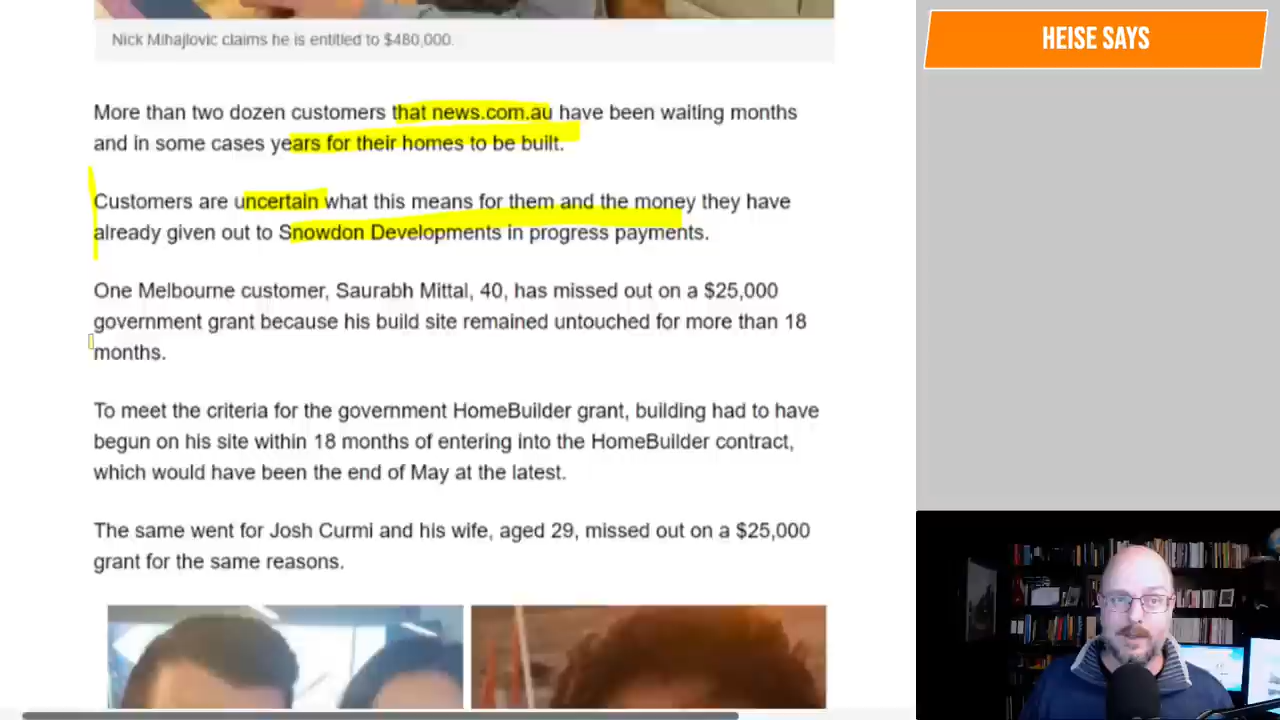 Nick Mihajlovic claims he is entitled to $480,000.
HEISE SAYS
More than two dozen customers that news.com.au have been waiting months
and in some cases years for their homes to be built.
Customers are uncertain what this means for them and the money they have
already given out to Snowdon Developments in progress payments.
One Melbourne customer, Saurabh Mittal, 40, has missed out on a $25,000
government grant because his build site remained untouched for more than 18
months.
To meet the criteria for the government HomeBuilder grant, building had to have
begun on his site within 18 months of entering into the HomeBuilder contract,
which would have been the end of May at the latest.
The same went for Josh Curmi and his wife, aged 29, missed out on a $25,000
grant for the same reasons.